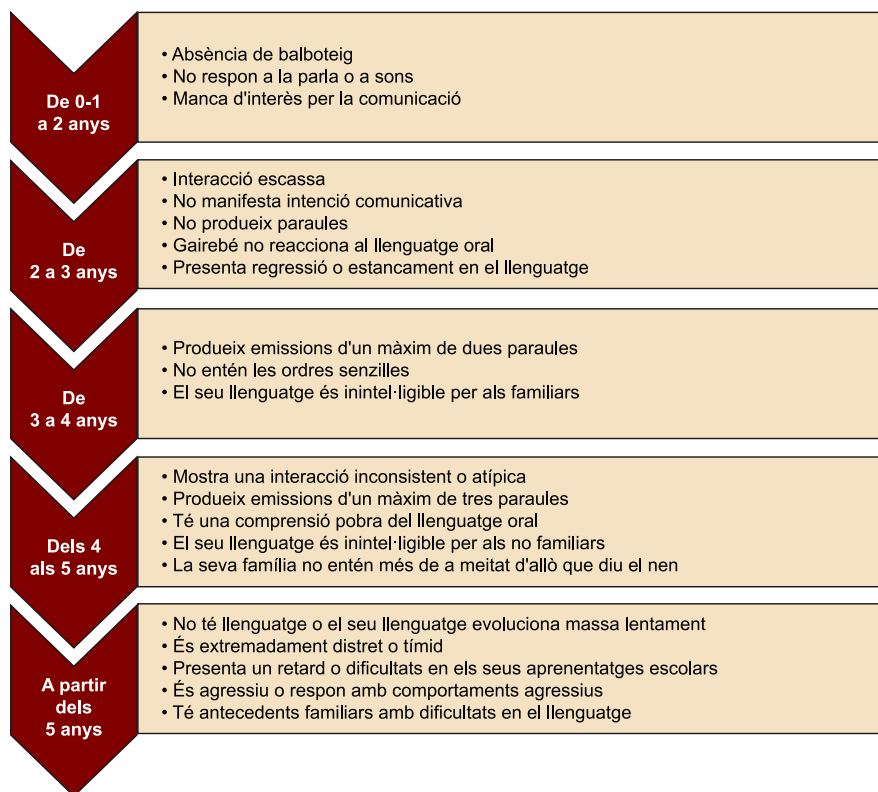 De 0-1
a 2 anys
• Absència de balboteig
• No respon a la parla o a sons
• Manca d'interès per la comunicació
De
2 a 3 anys
• Interacció escassa
• No manifesta intenció comunicativa
• No produeix paraules
• Gairebé no reacciona al llenguatge oral
• Presenta regressió o estancament en el llenguatge
De
3 a 4 anys
• Produeix emissions d'un màxim de dues paraules
• No entén les ordres senzilles
• El seu llenguatge és inintel·ligible per als familiars
Dels 4
als 5 anys
• Mostra una interacció inconsistent o atípica
• Produeix emissions d'un màxim de tres paraules
• Té una comprensió pobra del llenguatge oral
• El seu llenguatge és inintel·ligible per als no familiars
• La seva família no entén més de a meitat d'allò que diu el nen
A partir
dels
5 anys
• No té llenguatge o el seu llenguatge evoluciona massa lentament
• És extremadament distret o tímid
• Presenta un retard o dificultats en els seus aprenentatges escolars
• És agressiu o respon amb comportaments agressius
• Té antecedents familiars amb dificultats en el llenguatge